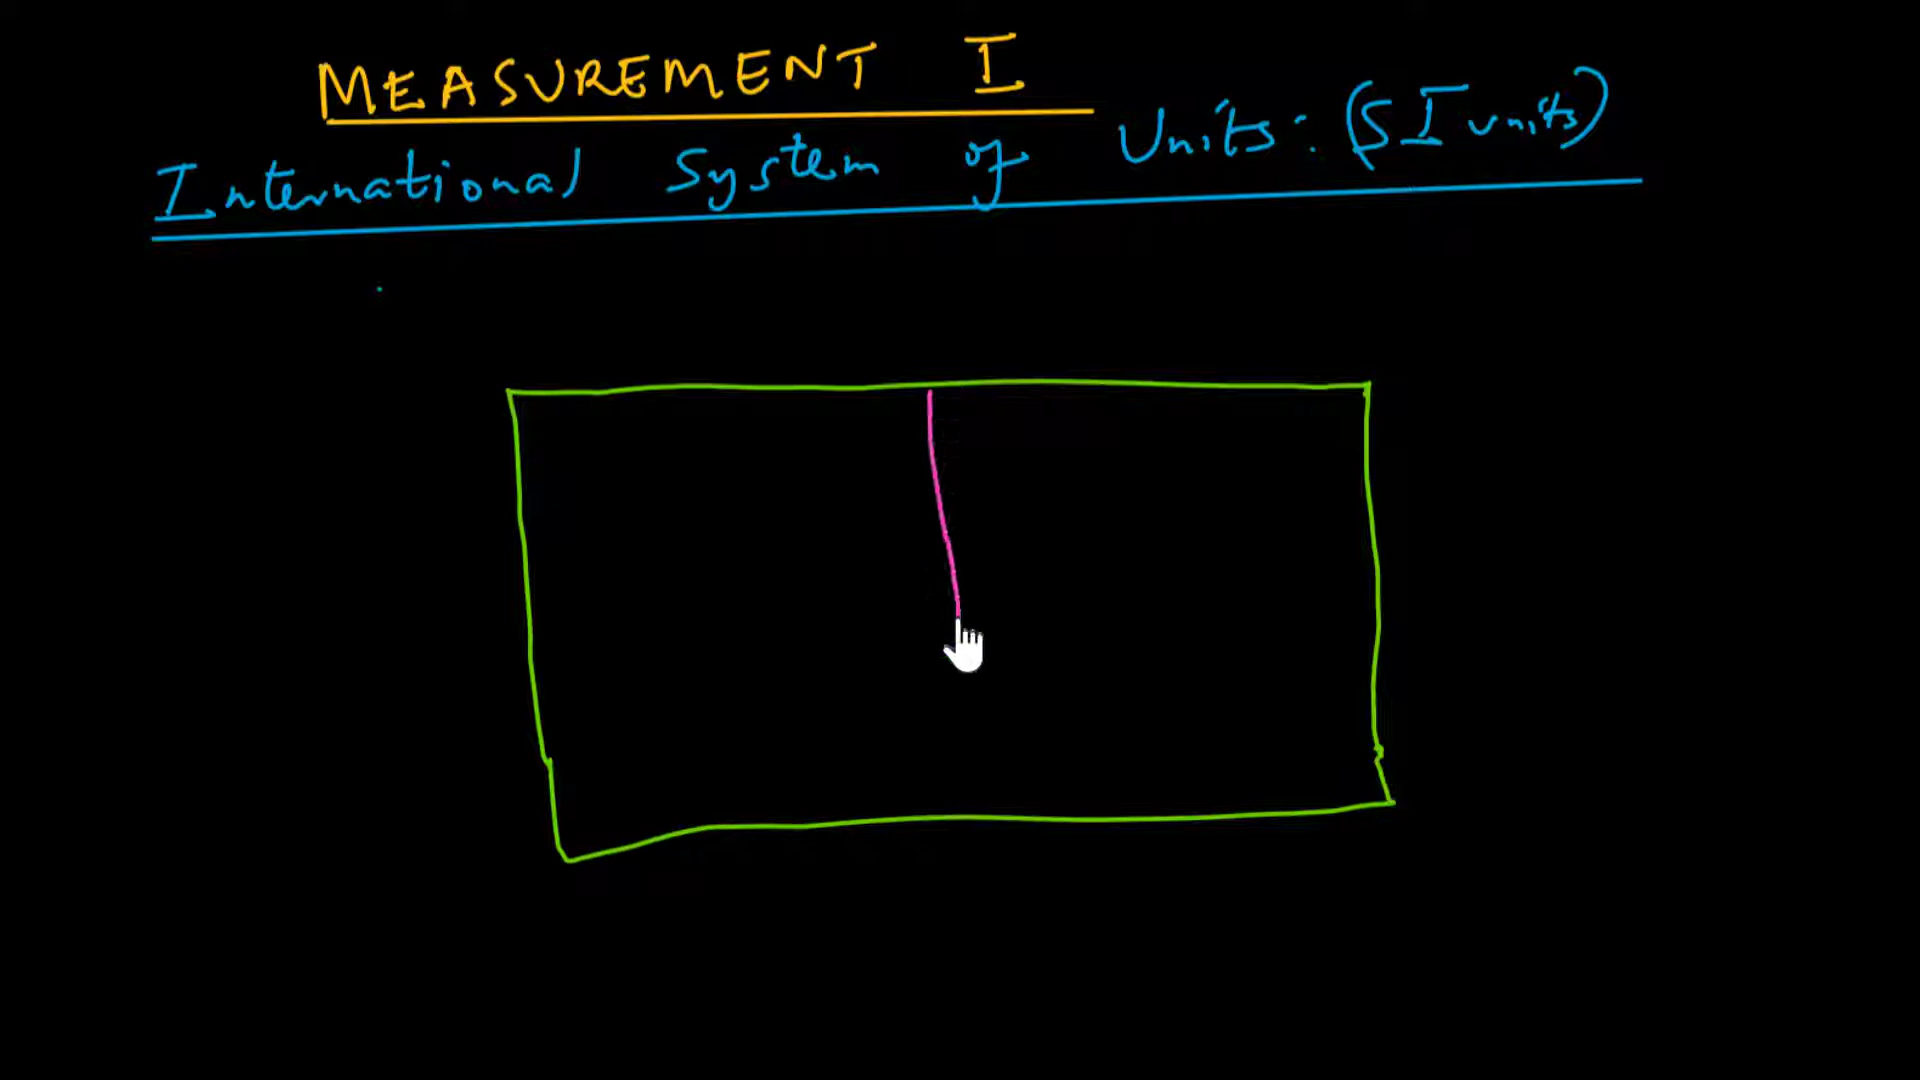 MEASUREMENT I
International System of Units: (SI units)